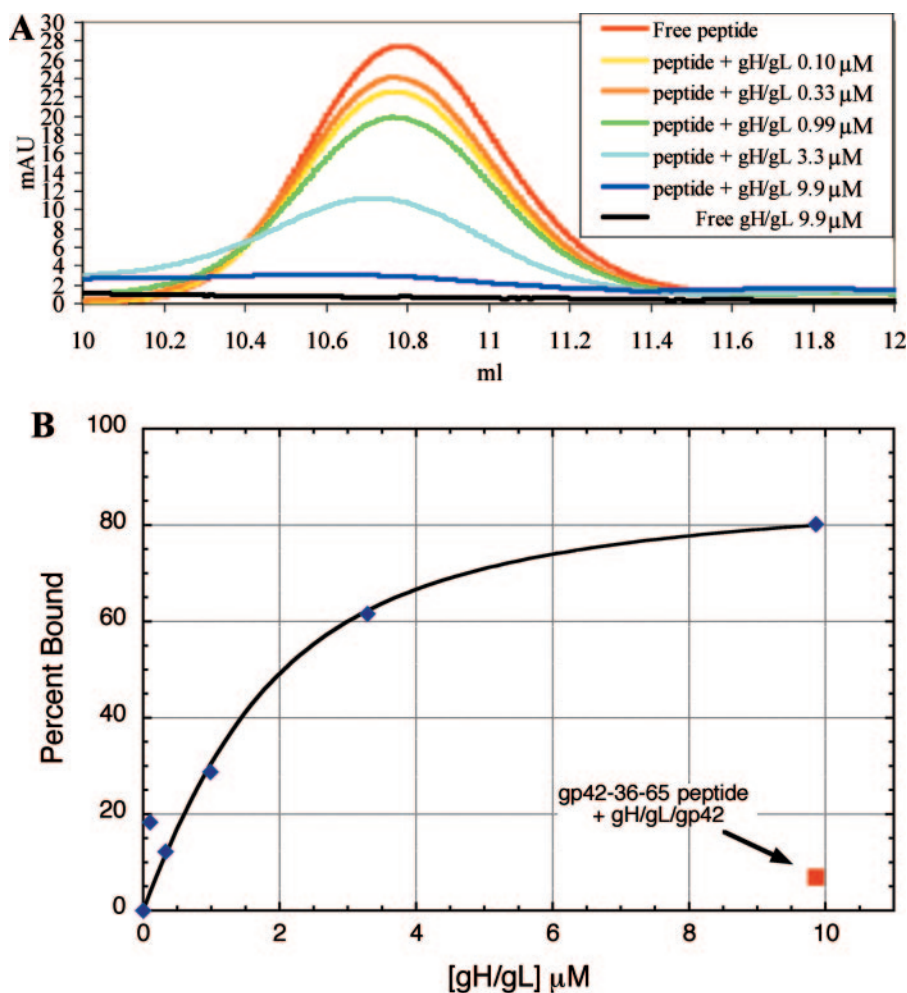 A
30
28
26
24
22
20
18
16
14
12
10
8
6
4
2
0
mAU
Free peptide
peptide + gH/gL 0.10 μM
peptide + gH/gL 0.33 μM
peptide + gH/gL 0.99 μM
peptide + gH/gL 3.3 μM
peptide + gH/gL 9.9 μM
Free gH/gL 9.9 μM
10 10.2 10.4 10.6 10.8 11 11.2 11.4 11.6 11.8 12
ml
B
100
80
60
40
20
0
Percent Bound
gp42-36-65 peptide
+ gH/gL/gp42
0 2 4 6 8 10
[gH/gL] μM